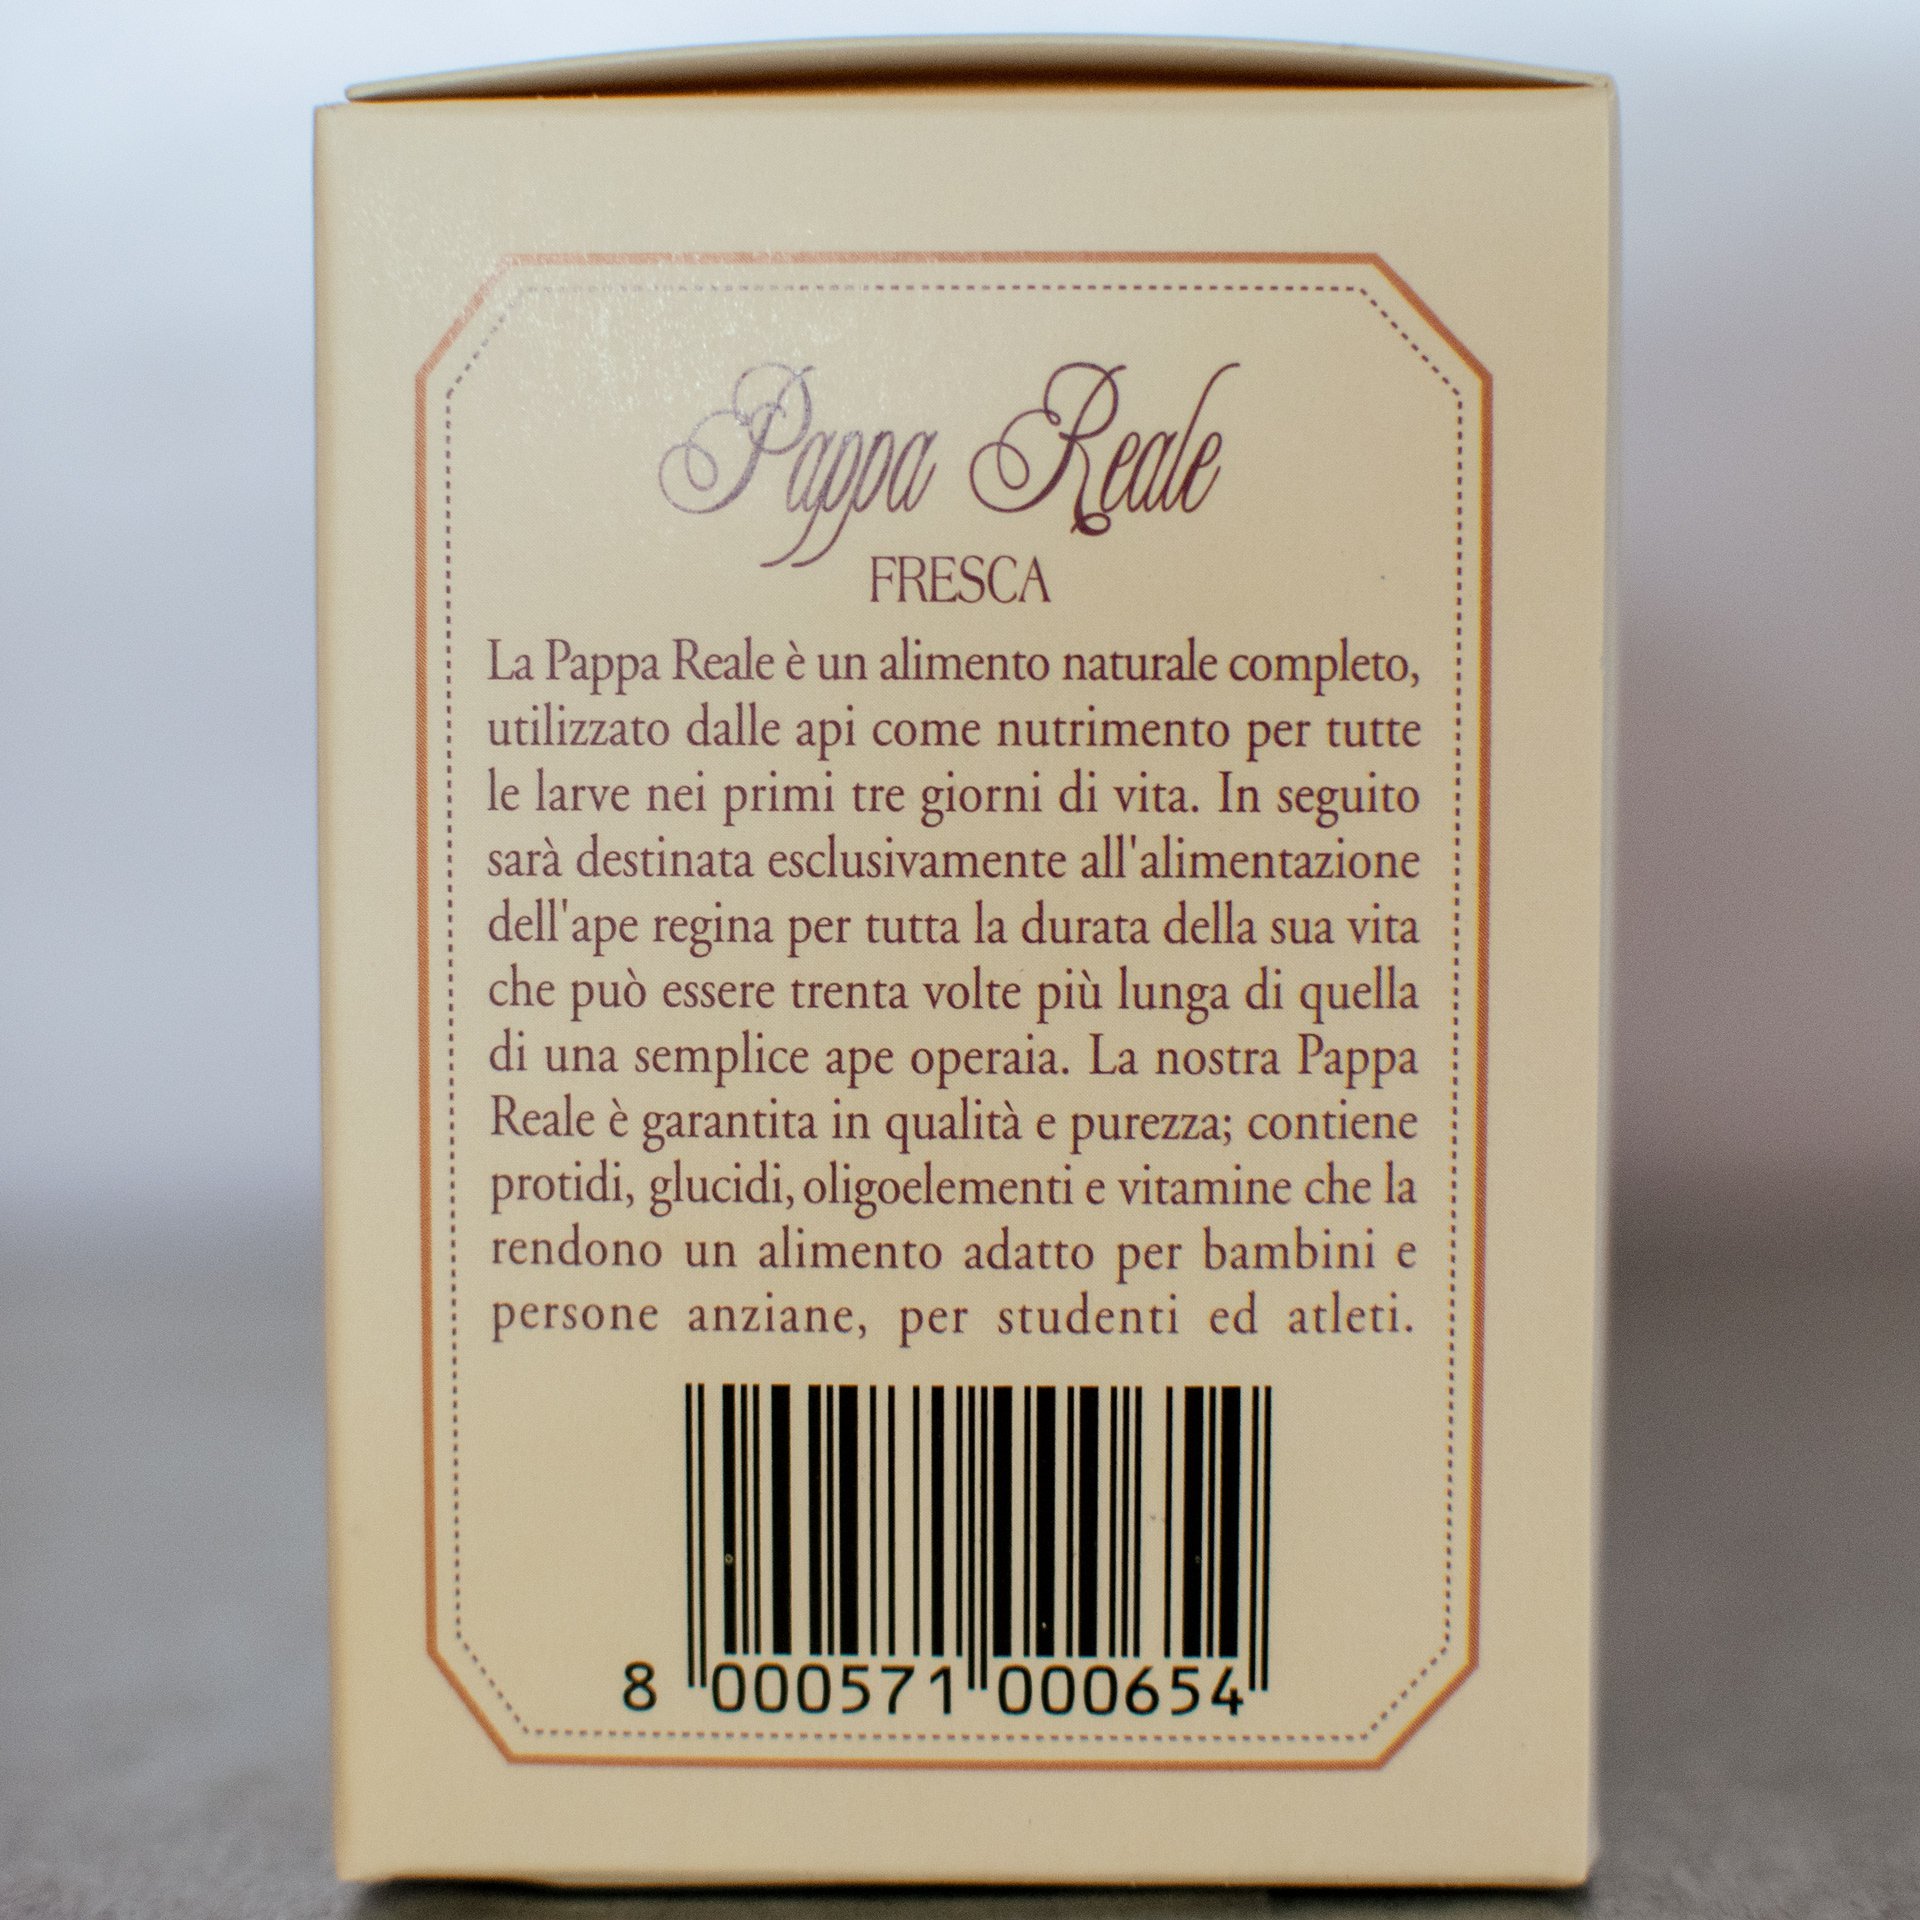 Pappa Reale
FRESCA
La Pappa Reale è un alimento naturale completo,
utilizzato dalle api come nutrimento per tutte
le larve nei primi tre giorni di vita. In seguito
sarà destinata esclusivamente all'alimentazione
dell'ape regina per tutta la durata della sua vita
che può essere trenta volte più lunga di quella
di una semplice ape operaia. La nostra Pappa
Reale è garantita in qualità e purezza; contiene
protidi, glucidi, oligoelementi e vitamine che la
rendono un alimento adatto per bambini e
persone anziane, per studenti ed atleti.
8 000571 000654